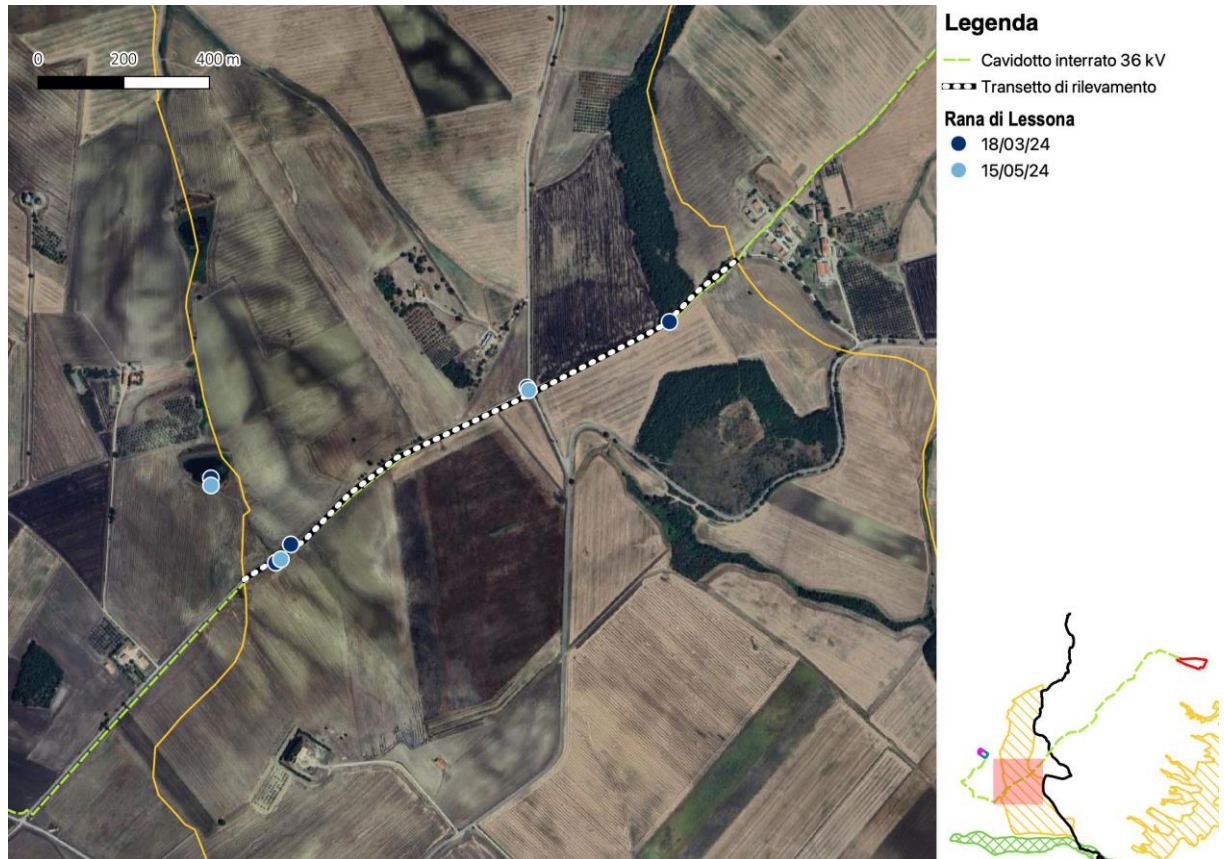 0 200 400 m
Legenda
Cavidotto interrato 36 kV
Transetto di rilevamento
Rana di Lessona
18/03/24
15/05/24